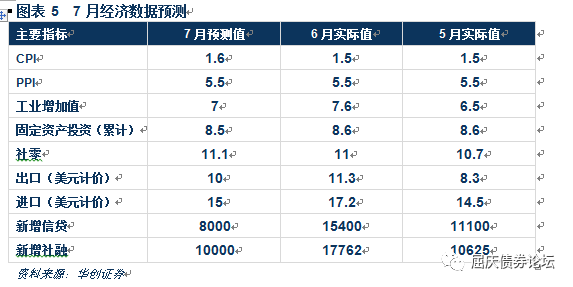 图表 5 7 月经济数据预测
主要指标 7 月预测值 6 月实际值 5 月实际值
CPI 1.6 1.5 1.5
PPI 5.5 5.5 5.5
工业增加值 7 7.6 6.5
固定资产投资（累计） 8.5 8.6 8.6
社零 11.1 11 10.7
出口（美元计价） 10 11.3 8.3
进口（美元计价） 15 17.2 14.5
新增信贷 8000 15400 11100
新增社融 10000 17762 10625
资料来源：华创证券
屈庆债券论坛